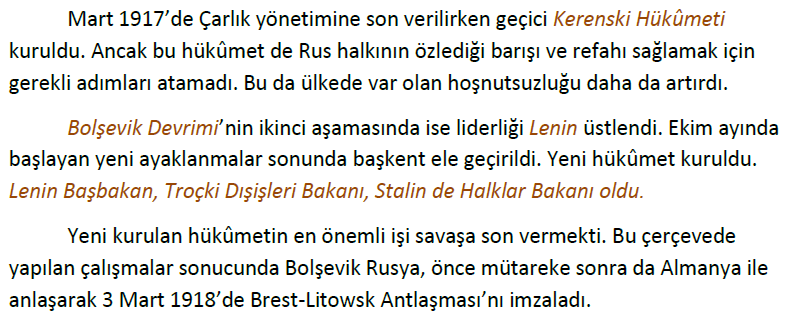 Mart 1917’de Çarlık yönetimine son verilirken geçici Kerenski Hükûmeti
kuruldu. Ancak bu hükûmet de Rus halkının özlediği barışı ve refahı sağlamak için
gerekli adımları atamadı. Bu da ülkede var olan hoşnutsuzluğu daha da artırdı.
Bolşevik Devrimi’nin ikinci aşamasında ise liderliği Lenin üstlendi. Ekim ayında
başlayan yeni ayaklanmalar sonunda başkent ele geçirildi. Yeni hükûmet kuruldu.
Lenin Başbakan, Troçki Dışişleri Bakanı, Stalin de Halklar Bakanı oldu.
Yeni kurulan hükûmetin en önemli işi savaşa son vermekti. Bu çerçevede
yapılan çalışmalar sonucunda Bolşevik Rusya, önce mütareke sonra da Almanya ile
anlaşarak 3 Mart 1918’de Brest-Litowsk Antlaşması’nı imzaladı.